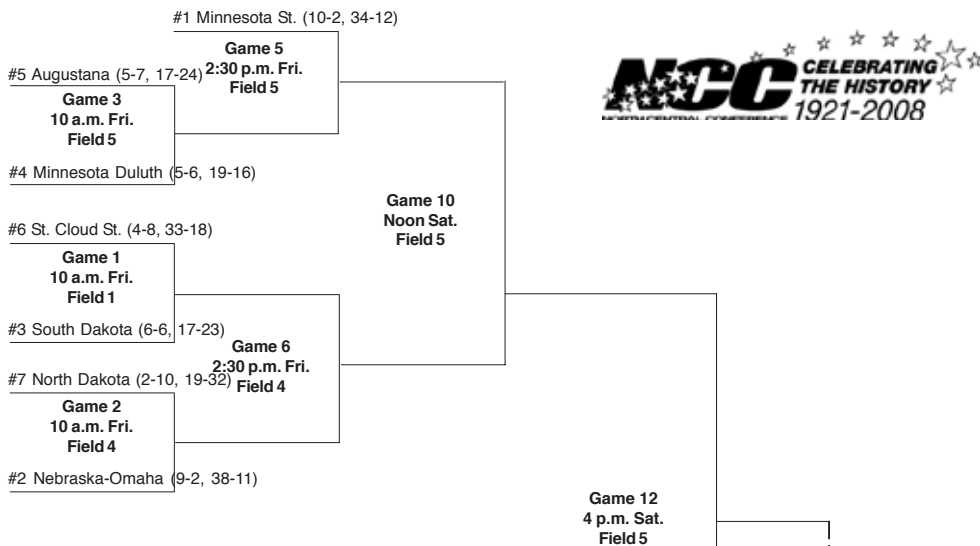 #1 Minnesota St. (10-2, 34-12)
Game 5
2:30 p.m. Fri.
Field 5
#5 Augustana (5-7, 17-24)
Game 3
10 a.m. Fri.
Field 5
#4 Minnesota Duluth (5-6, 19-16)
NCC
NORTH CENTRAL CONFERENCE
CELEBRATING
THE HISTORY
1921-2008
Game 10
Noon Sat.
Field 5
#6 St. Cloud St. (4-8, 33-18)
Game 1
10 a.m. Fri.
Field 1
#3 South Dakota (6-6, 17-23)
Game 6
2:30 p.m. Fri.
Field 4
#7 North Dakota (2-10, 19-32)
Game 2
10 a.m. Fri.
Field 4
#2 Nebraska-Omaha (9-2, 38-11)
Game 12
4 p.m. Sat.
Field 5